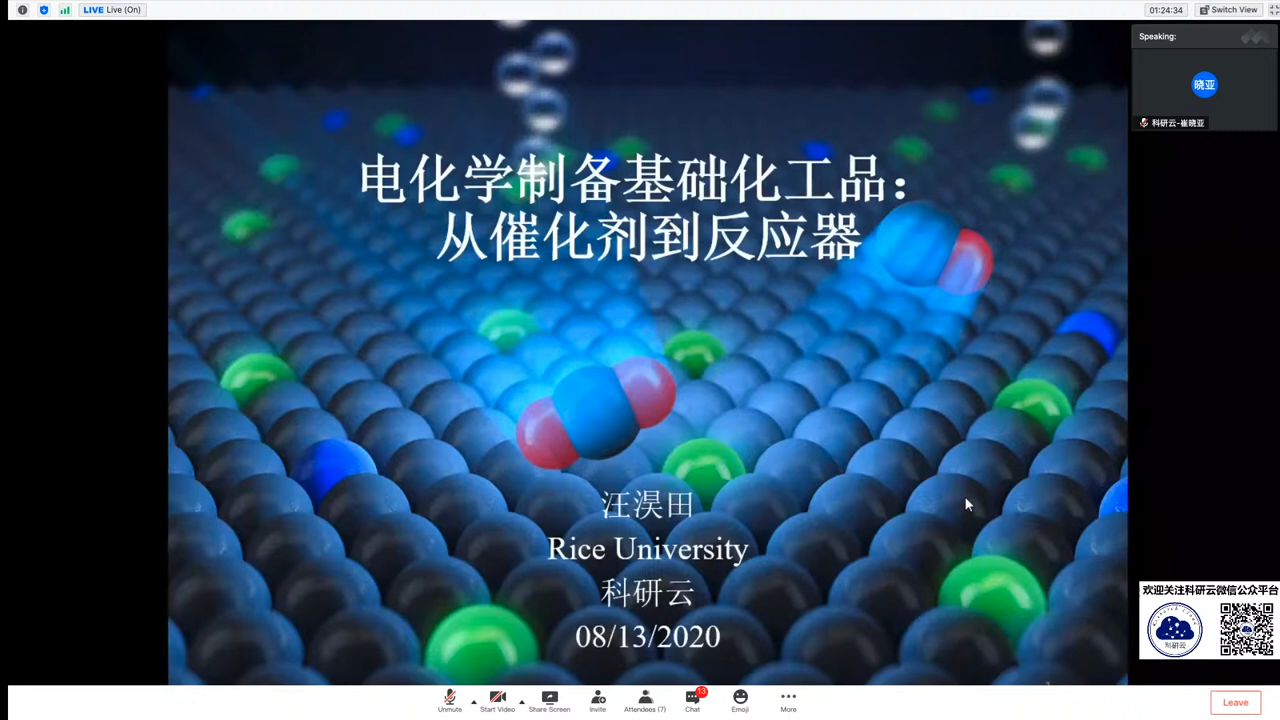 LIVE Live (On)
01:24:34
Switch View
Speaking:
晓亚
科研云-崔晓亚
电化学制备基础化工品：
从催化剂到反应器
汪淏田
Rice University
科研云
08/13/2020
欢迎关注科研云微信公众平台
科研云
Unmute
Start Video
Share Screen
Invite
Attendees (7)
13
Chat
Emoji
More
Leave